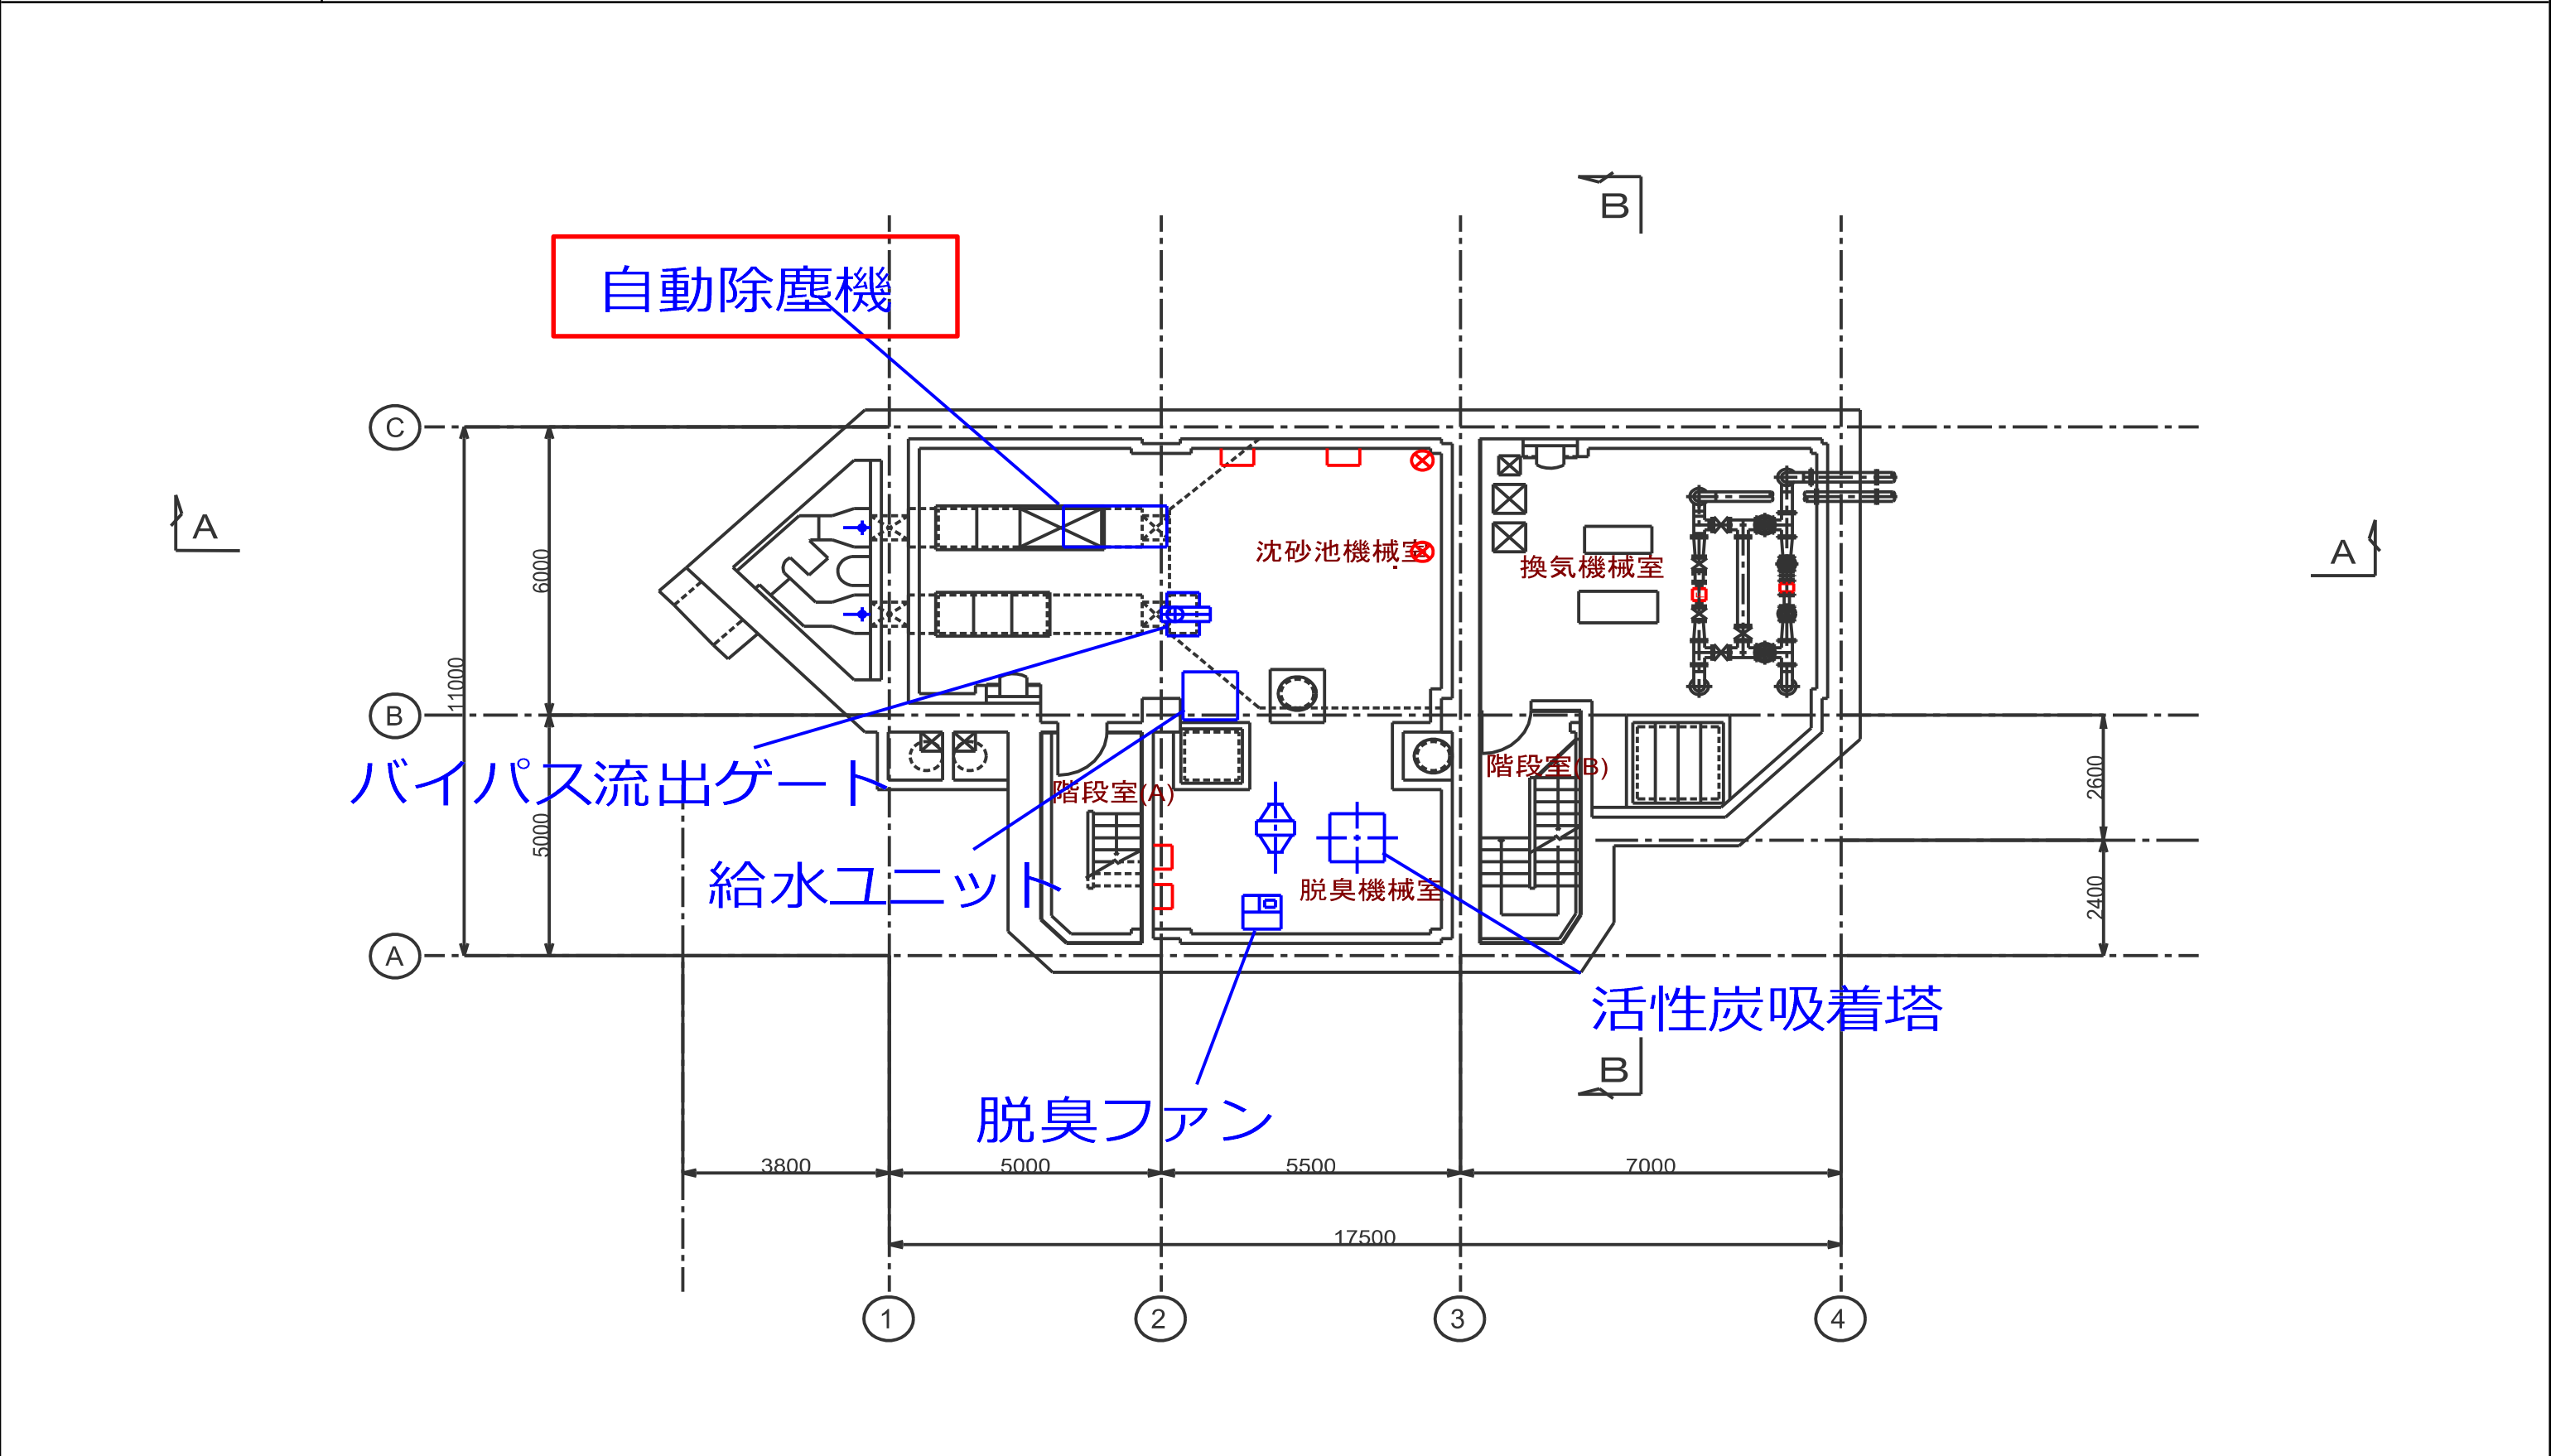 B
自動除塵機
C
A
A
沈砂池機械室
換気機械室
6000
11000
B
バイパス流出ゲート
階段室(A)
階段室(B)
2600
5000
給水ユニット
脱臭機械室
2400
A
活性炭吸着塔
B
脱臭ファン
3800
5000
5500
7000
17500
1
2
3
4